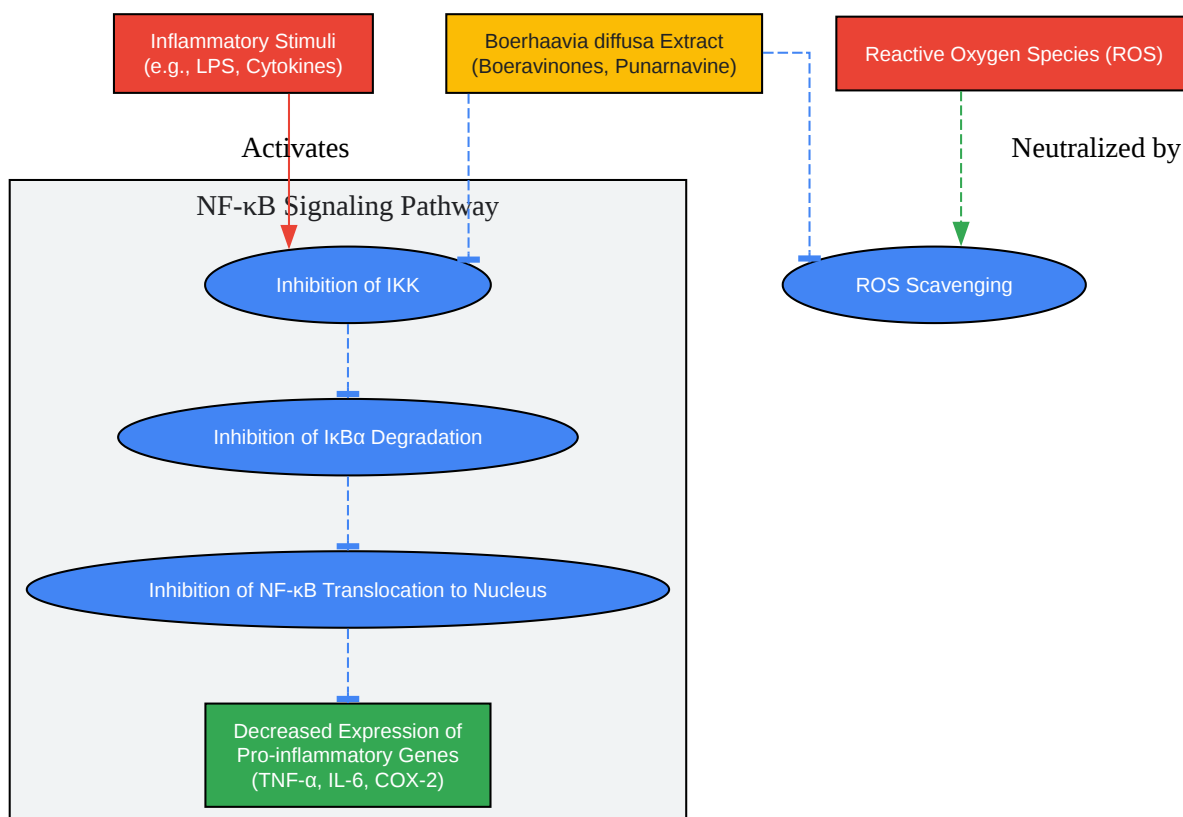 Inflammatory Stimuli
(e.g., LPS, Cytokines)
Boerhaavia diffusa Extract
(Boeravinones, Punarnavine)
Reactive Oxygen Species (ROS)
Activates
Neutralized by
NF-κB Signaling Pathway
Inhibition of IKK
ROS Scavenging
Inhibition of IκBα Degradation
Inhibition of NF-κB Translocation to Nucleus
Decreased Expression of
Pro-inflammatory Genes
(TNF-α, IL-6, COX-2)